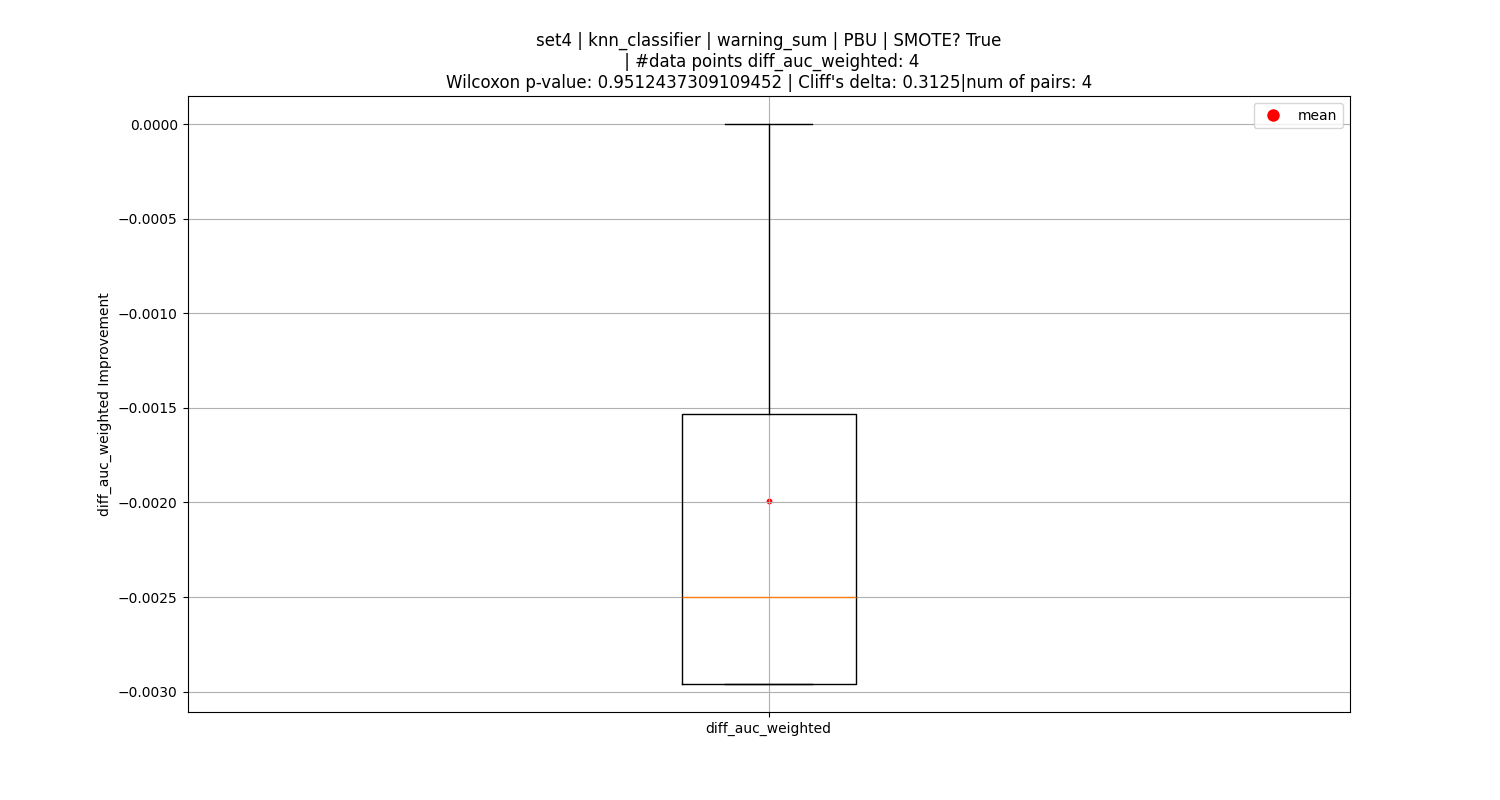 set4 | knn_classifier | warning_sum | PBU | SMOTE? True
| #data points diff_auc_weighted: 4
Wilcoxon p-value: 0.9512437309109452 | Cliff's delta: 0.3125|num of pairs: 4
mean
0.0000
−0.0005
−0.0010
−0.0015
−0.0020
−0.0025
−0.0030
diff_auc_weighted Improvement
diff_auc_weighted